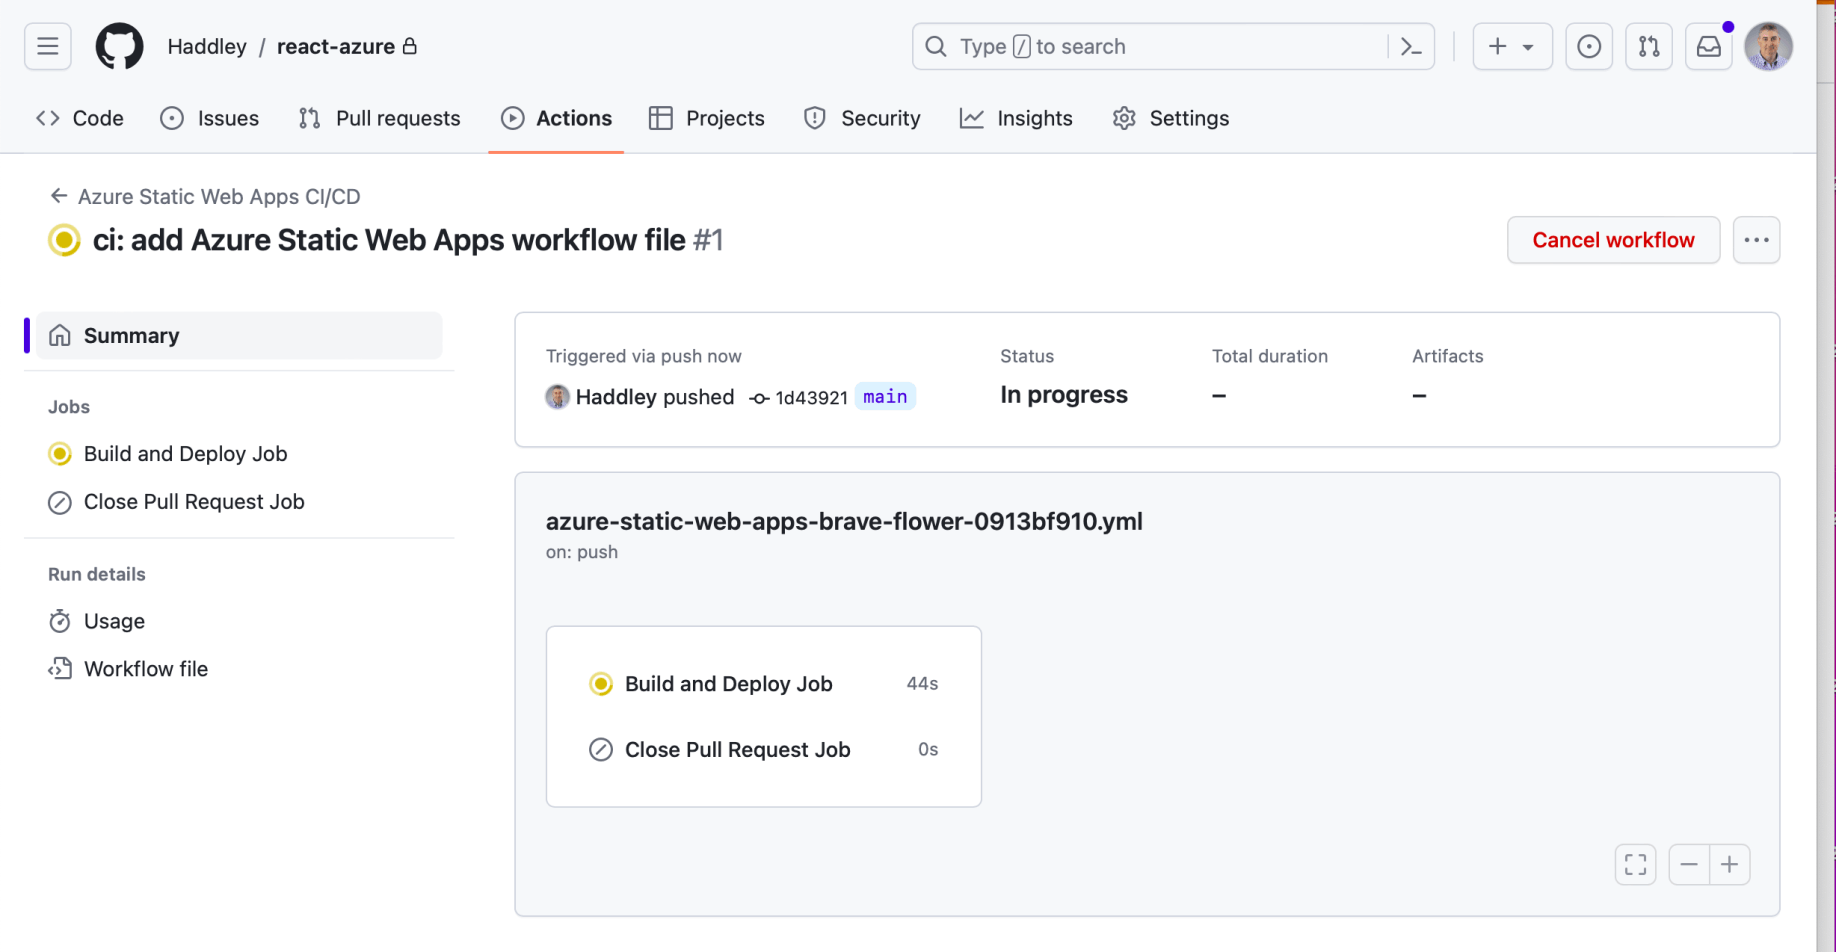 Haddley / react-azure
Type / to search
Code Issues Pull requests Actions Projects Security Insights Settings
← Azure Static Web Apps CI/CD
ci: add Azure Static Web Apps workflow file #1
Cancel workflow
Summary
Jobs
Build and Deploy Job
Close Pull Request Job
Run details
Usage
Workflow file
Triggered via push now
Haddley pushed 1d43921 main
Status
In progress
Total duration
–
Artifacts
–
azure-static-web-apps-brave-flower-0913bf910.yml
on: push
Build and Deploy Job 44s
Close Pull Request Job 0s